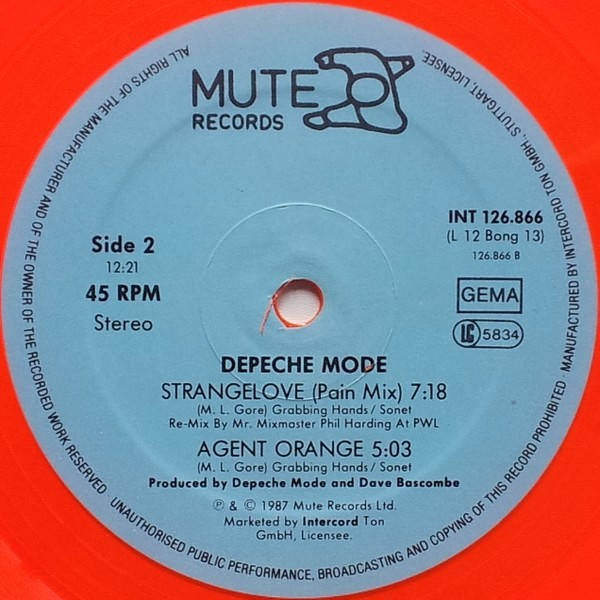 MUTE
RECORDS
Side 2
12:21
45 RPM
Stereo
INT 126.866
(L 12 Bong 13)
126.866 B
GEMA
LC 5834
DEPECHE MODE
STRANGELOVE (Pain Mix) 7:18
(M. L. Gore) Grabbing Hands / Sonet
Re-Mix By Mr. Mixmaster Phil Harding At PWL
AGENT ORANGE 5:03
(M. L. Gore) Grabbing Hands / Sonet
Produced by Depeche Mode and Dave Bascombe
℗ & © 1987 Mute Records Ltd.
Marketed by Intercord Ton
GmbH, Licensee.
ALL RIGHTS OF THE MANUFACTURER AND OF THE OWNER OF THE RECORDED WORK RESERVED · UNAUTHORISED PUBLIC PERFORMANCE, BROADCASTING AND COPYING OF THIS RECORD PROHIBITED · MANUFACTURED BY INTERCORD TON GMBH, STUTTGART, LICENSEE.